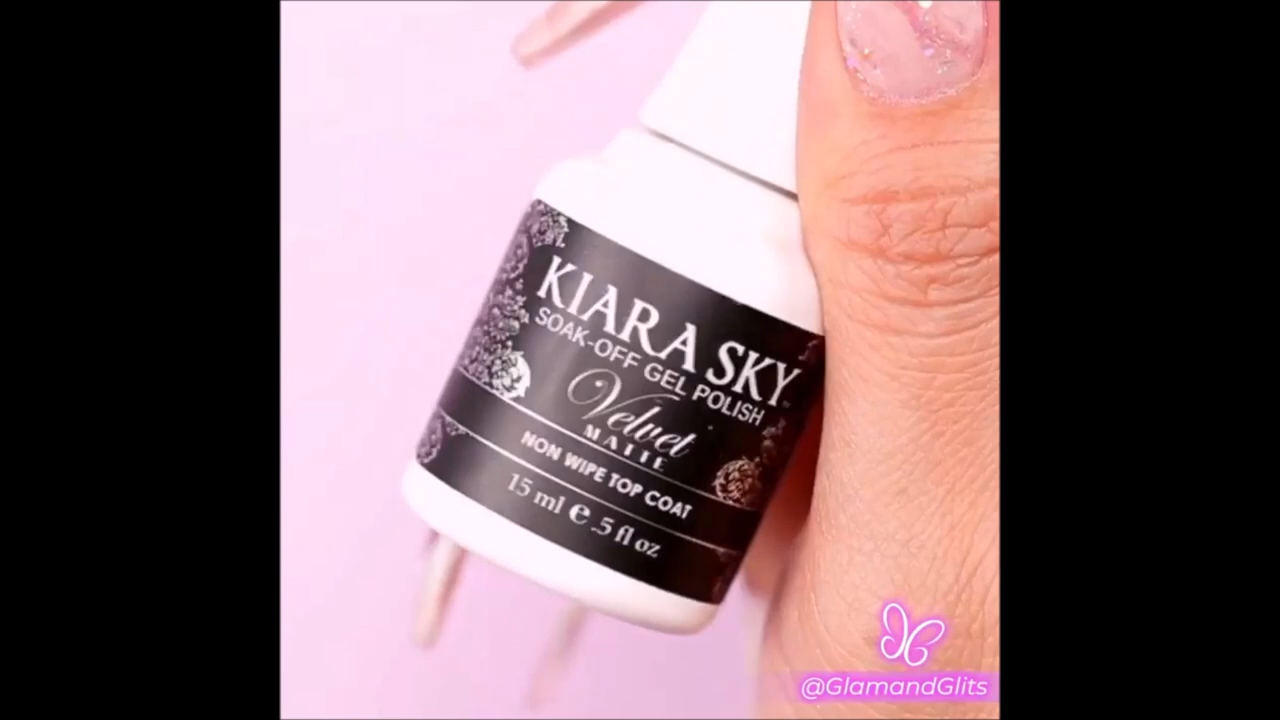 KIARA SKY
SOAK-OFF GEL POLISH
Velvet
MATTE
NON WIPE TOP COAT
15 ml e .5 fl oz
@GlamandGlits